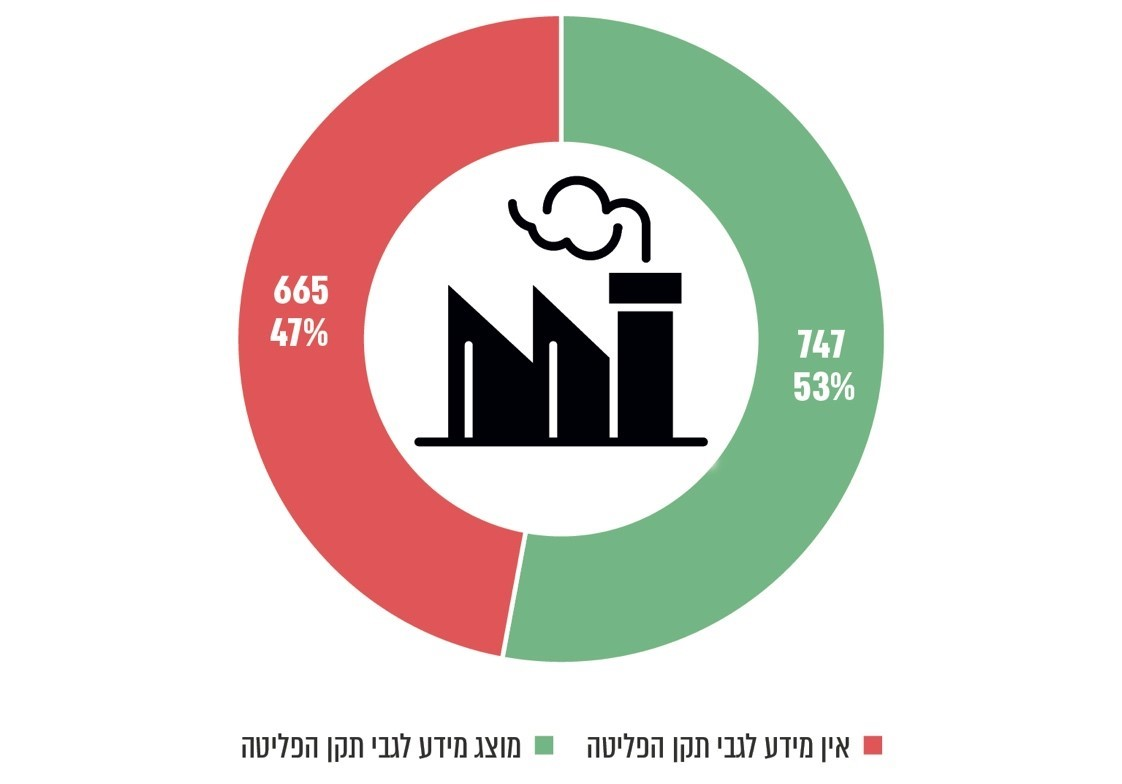 665
47%
747
53%
אין מידע לגבי תקן הפליטה
מוצג מידע לגבי תקן הפליטה